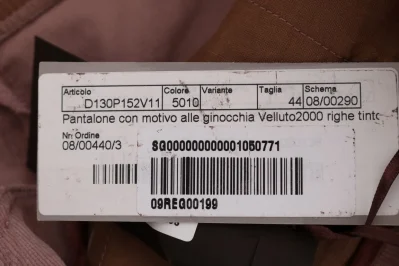 Articolo Colore Variante Taglia Schema
D130P152V11 5010 44 08/00290
Pantalone con motivo alle ginocchia Velluto2000 righe tinto
Nr. Ordine
08/00440/3
SG000000000001050771
09REG00199